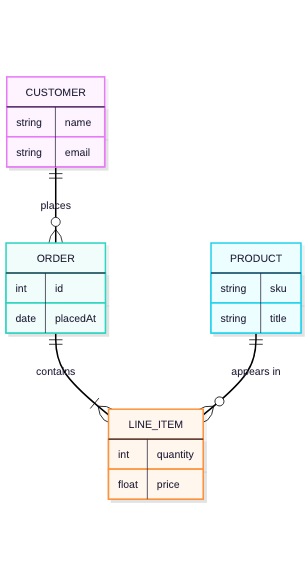 CUSTOMER
string name
string email
places
ORDER
int id
date placedAt
PRODUCT
string sku
string title
contains
appears in
LINE_ITEM
int quantity
float price